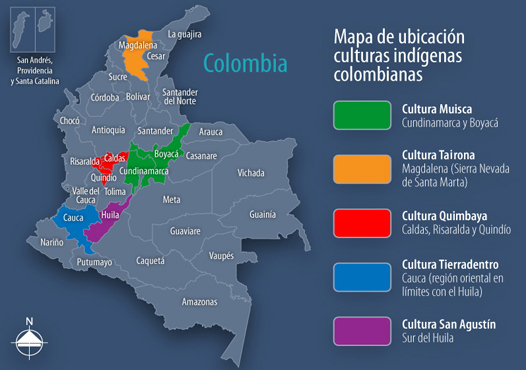 San Andrés,
Providencia
y Santa Catalina
Colombia
La guajira
Magdalena
Cesar
Sucre
Córdoba
Bolivar
Santander
del Norte
Chocó
Antioquia
Santander
Arauca
Boyacá
Casanare
Risaralda
Caldas
Cundinamarca
Quindío
Vichada
Valle del
Cauca
Tolima
Meta
Cauca
Huila
Guainía
Nariño
Guaviare
Putumayo
Caquetá
Vaupés
Amazonas
N
Mapa de ubicación
culturas indígenas
colombianas
Cultura Muisca
Cundinamarca y Boyacá
Cultura Tairona
Magdalena (Sierra Nevada
de Santa Marta)
Cultura Quimbaya
Caldas, Risaralda y Quindío
Cultura Tierradentro
Cauca (región oriental en
límites con el Huila)
Cultura San Agustín
Sur del Huila